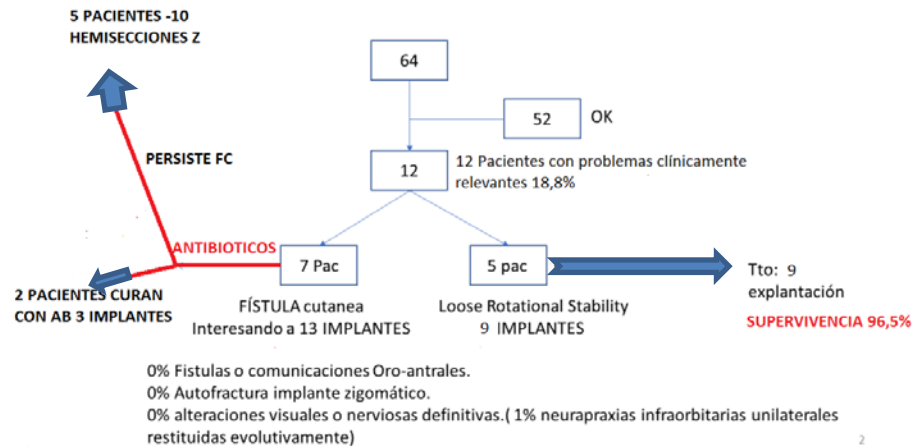 5 PACIENTES -10
HEMISECCIONES Z
64
52
OK
PERSISTE FC
12
12 Pacientes con problemas clínicamente
relevantes 18,8%
ANTIBIOTICOS
7 Pac
5 pac
Tto: 9
explantación
SUPERVIVENCIA 96,5%
2 PACIENTES CURAN
CON AB 3 IMPLANTES
FÍSTULA cutanea
Interesando a 13 IMPLANTES
Loose Rotational Stability
9 IMPLANTES
0% Fistulas o comunicaciones Oro-antrales.
0% Autofractura implante zigomático.
0% alteraciones visuales o nerviosas definitivas.( 1% neurapraxias infraorbitarias unilaterales
restituidas evolutivamente)
2